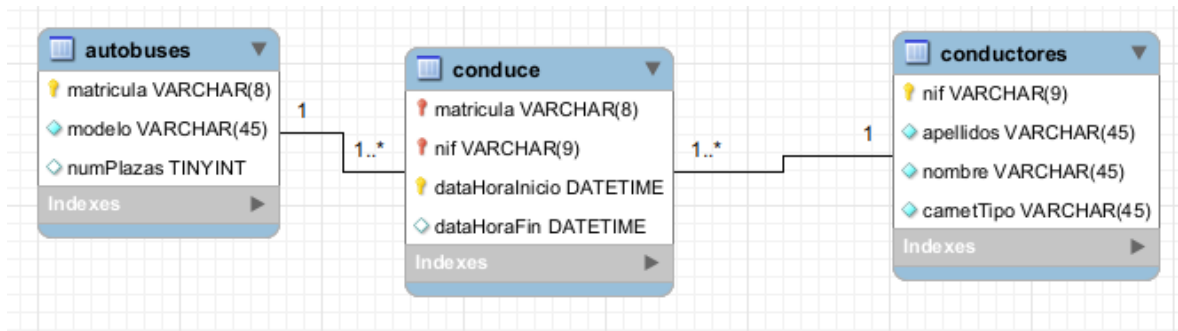 autobuses
matricula VARCHAR(8)
modelo VARCHAR(45)
numPlazas TINYINT
Indexes
1
1..*
conduce
matricula VARCHAR(8)
nif VARCHAR(9)
dataHoraInicio DATETIME
dataHoraFin DATETIME
Indexes
1..*
1
conductores
nif VARCHAR(9)
apellidos VARCHAR(45)
nombre VARCHAR(45)
carnetTipo VARCHAR(45)
Indexes